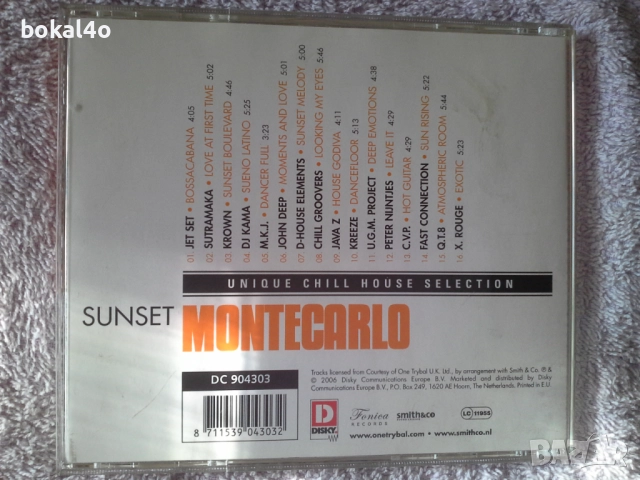 bokal4o
01 JET SET • BOSSACABANA 4:05
02 SUTRAMAKA • LOVE AT FIRST TIME 5:02
03 KROWN • SUNSET BOULEVARD 4:46
04 DJ KAMA • SUENO LATINO 5:25
05 M.K.J. • DANCER FULL 3:23
06 JOHN DEEP • MOMENTS AND LOVE 5:01
07 D-HOUSE ELEMENTS • SUNSET MELODY 5:00
08 CHILL GROOVERS • LOOKING MY EYES 5:46
09 JAVA Z • HOUSE GODIVA 4:11
10 KREEZE • DANCEFLOOR 5:13
11 U.G.M. PROJECT • DEEP EMOTIONS 4:38
12 PETER NIJNTJES • LEAVE IT 4:29
13 C.V.P. • HOT GUITAR 4:29
14 FAST CONNECTION • SUN RISING 5:22
15 Q.T.8 • ATMOSPHERIC ROOM 5:44
16 X. ROUGE • EXOTIC 5:23
UNIQUE CHILL HOUSE SELECTION
SUNSET MONTECARLO
DC 904303
8 711539 043032
Tracks licensed from Courtesy of One Trybal U.K. Ltd., by arrangement with Smith & Co. ℗ &
© 2006 Disky Communications Europe B.V. Marketed and distributed by Disky
Communications Europe B.V., P.O. Box 249, 1620 AE Hoorn, The Netherlands. Printed in E.U.
D
DISKY
Fonica
RECORDS
smith&co
LC 11984
www.onetrybal.com • www.smithco.nl
bazar.bg